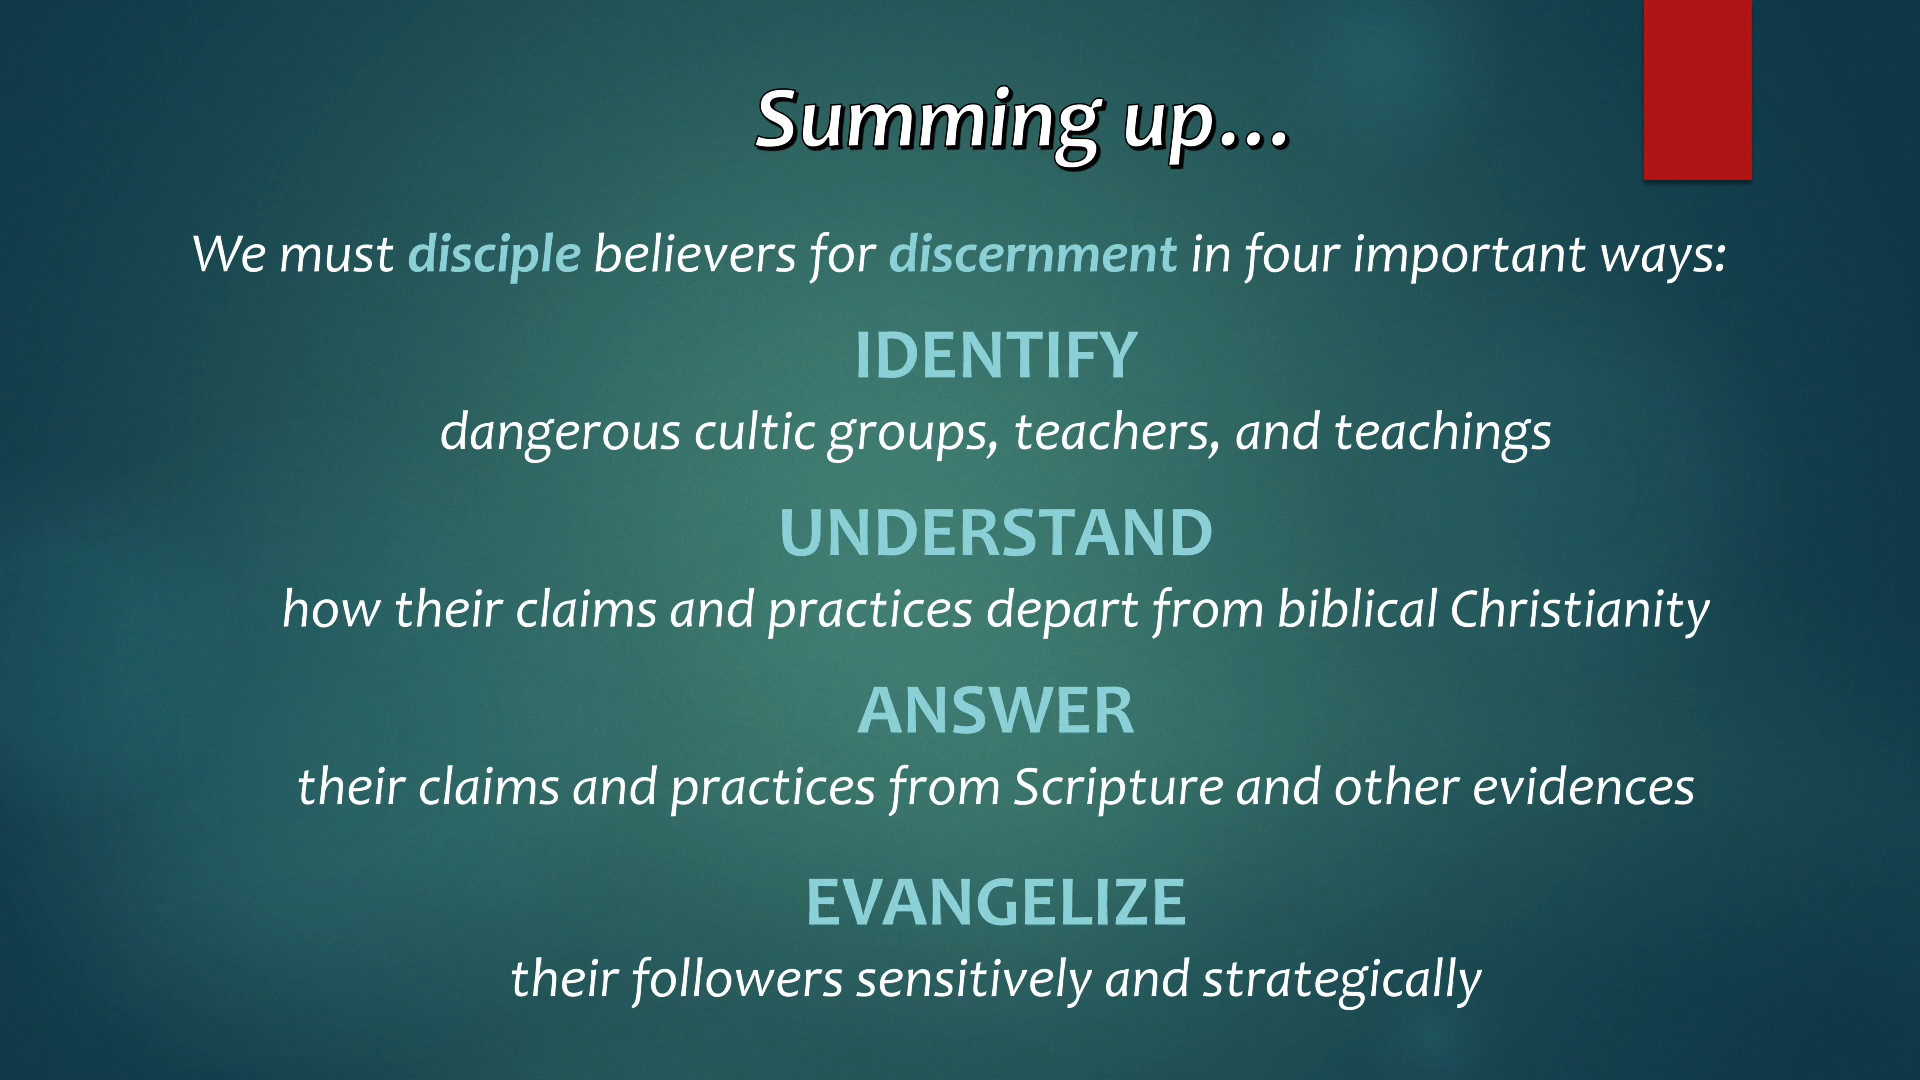 Summing up...
We must disciple believers for discernment in four important ways:
IDENTIFY
dangerous cultic groups, teachers, and teachings
UNDERSTAND
how their claims and practices depart from biblical Christianity
ANSWER
their claims and practices from Scripture and other evidences
EVANGELIZE
their followers sensitively and strategically